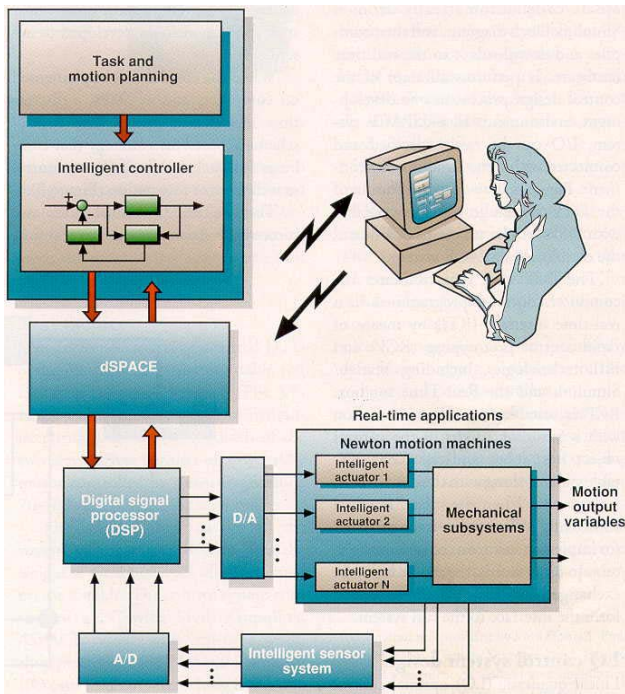 Task and
motion planning
Intelligent controller
dSPACE
Real-time applications
Newton motion machines
Digital signal
processor
(DSP)
D/A
Intelligent
actuator 1
Intelligent
actuator 2
Intelligent
actuator N
Mechanical
subsystems
Motion
output
variables
A/D
Intelligent sensor
system